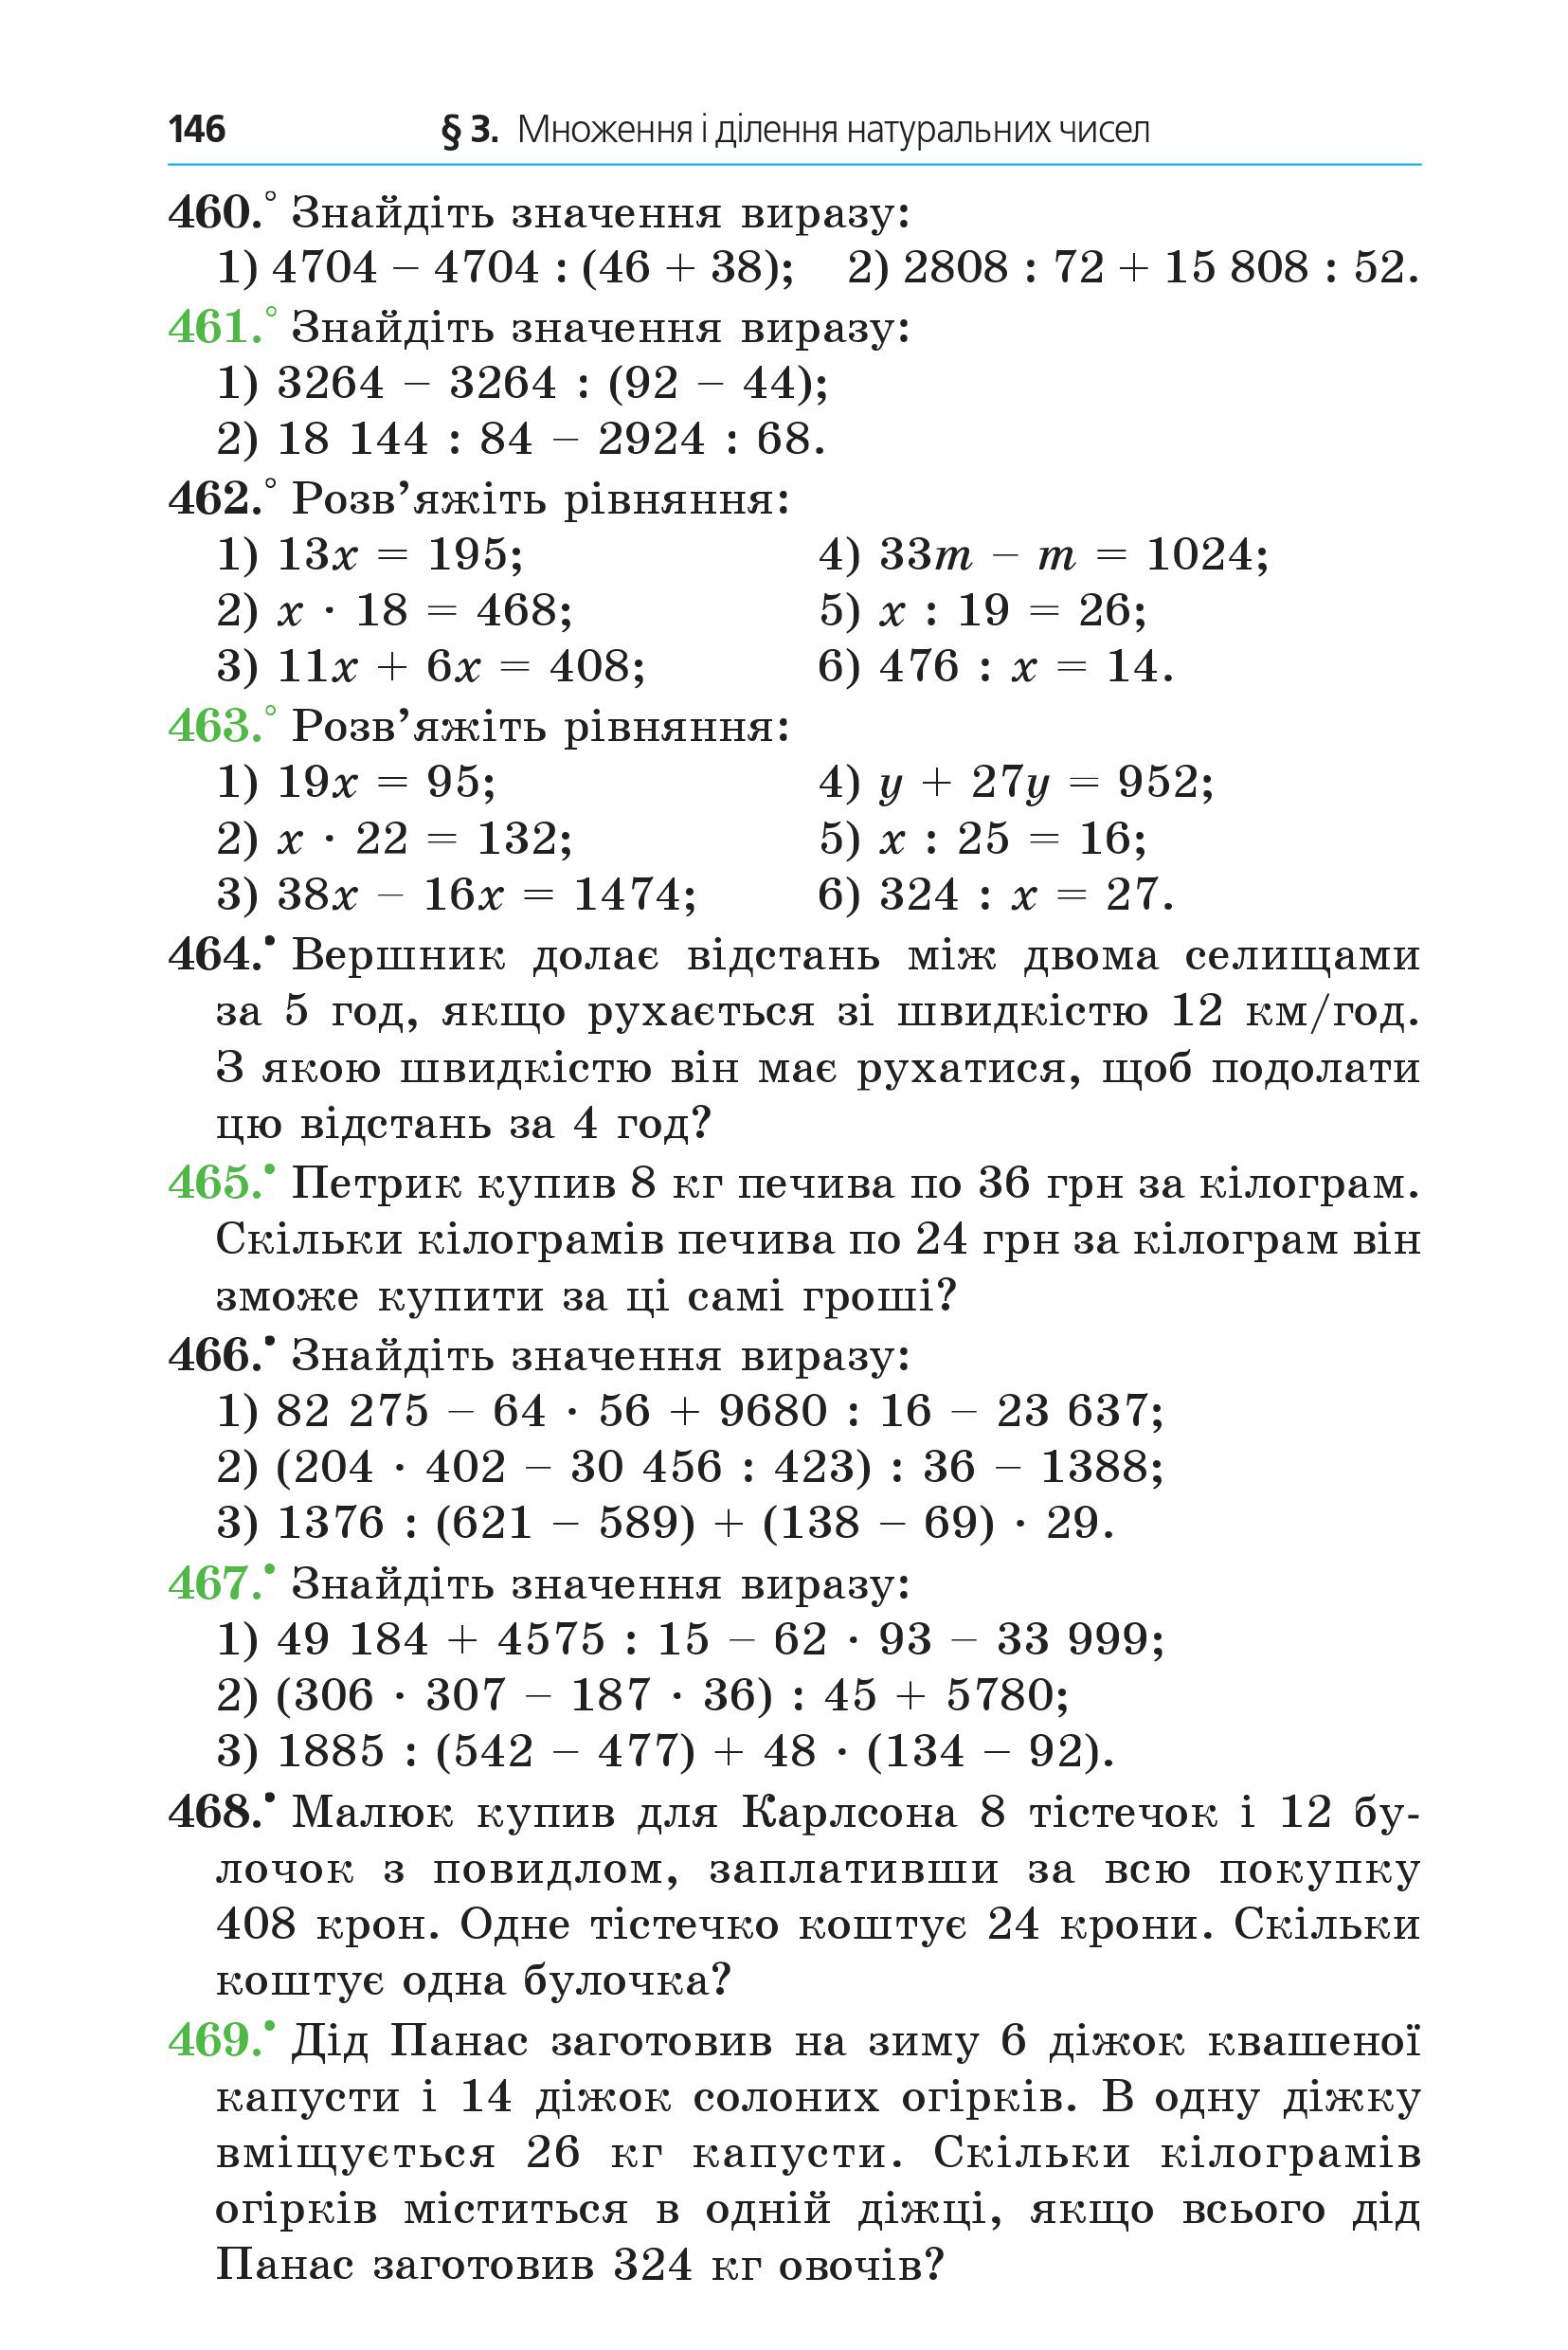 146 § 3. Множення і ділення натуральних чисел
460.° Знайдіть значення виразу:
1) 4704 – 4704 : (46 + 38); 2) 2808 : 72 + 15 808 : 52.
461.° Знайдіть значення виразу:
1) 3264 – 3264 : (92 – 44);
2) 18 144 : 84 – 2924 : 68.
462.° Розв’яжіть рівняння:
1) 13x = 195; 4) 33m – m = 1024;
2) x · 18 = 468; 5) x : 19 = 26;
3) 11x + 6x = 408; 6) 476 : x = 14.
463.° Розв’яжіть рівняння:
1) 19x = 95; 4) y + 27y = 952;
2) x · 22 = 132; 5) x : 25 = 16;
3) 38x – 16x = 1474; 6) 324 : x = 27.
464.• Вершник долає відстань між двома селищами
за 5 год, якщо рухається зі швидкістю 12 км/год.
З якою швидкістю він має рухатися, щоб подолати
цю відстань за 4 год?
465.• Петрик купив 8 кг печива по 36 грн за кілограм.
Скільки кілограмів печива по 24 грн за кілограм він
зможе купити за ці самі гроші?
466.• Знайдіть значення виразу:
1) 82 275 – 64 · 56 + 9680 : 16 – 23 637;
2) (204 · 402 – 30 456 : 423) : 36 – 1388;
3) 1376 : (621 – 589) + (138 – 69) · 29.
467.• Знайдіть значення виразу:
1) 49 184 + 4575 : 15 – 62 · 93 – 33 999;
2) (306 · 307 – 187 · 36) : 45 + 5780;
3) 1885 : (542 – 477) + 48 · (134 – 92).
468.• Малюк купив для Карлсона 8 тістечок і 12 бу-
лочок з повидлом, заплативши за всю покупку
408 крон. Одне тістечко коштує 24 крони. Скільки
коштує одна булочка?
469.• Дід Панас заготовив на зиму 6 діжок квашеної
капусти і 14 діжок солоних огірків. В одну діжку
вміщується 26 кг капусти. Скільки кілограмів
огірків міститься в одній діжці, якщо всього дід
Панас заготовив 324 кг овочів?